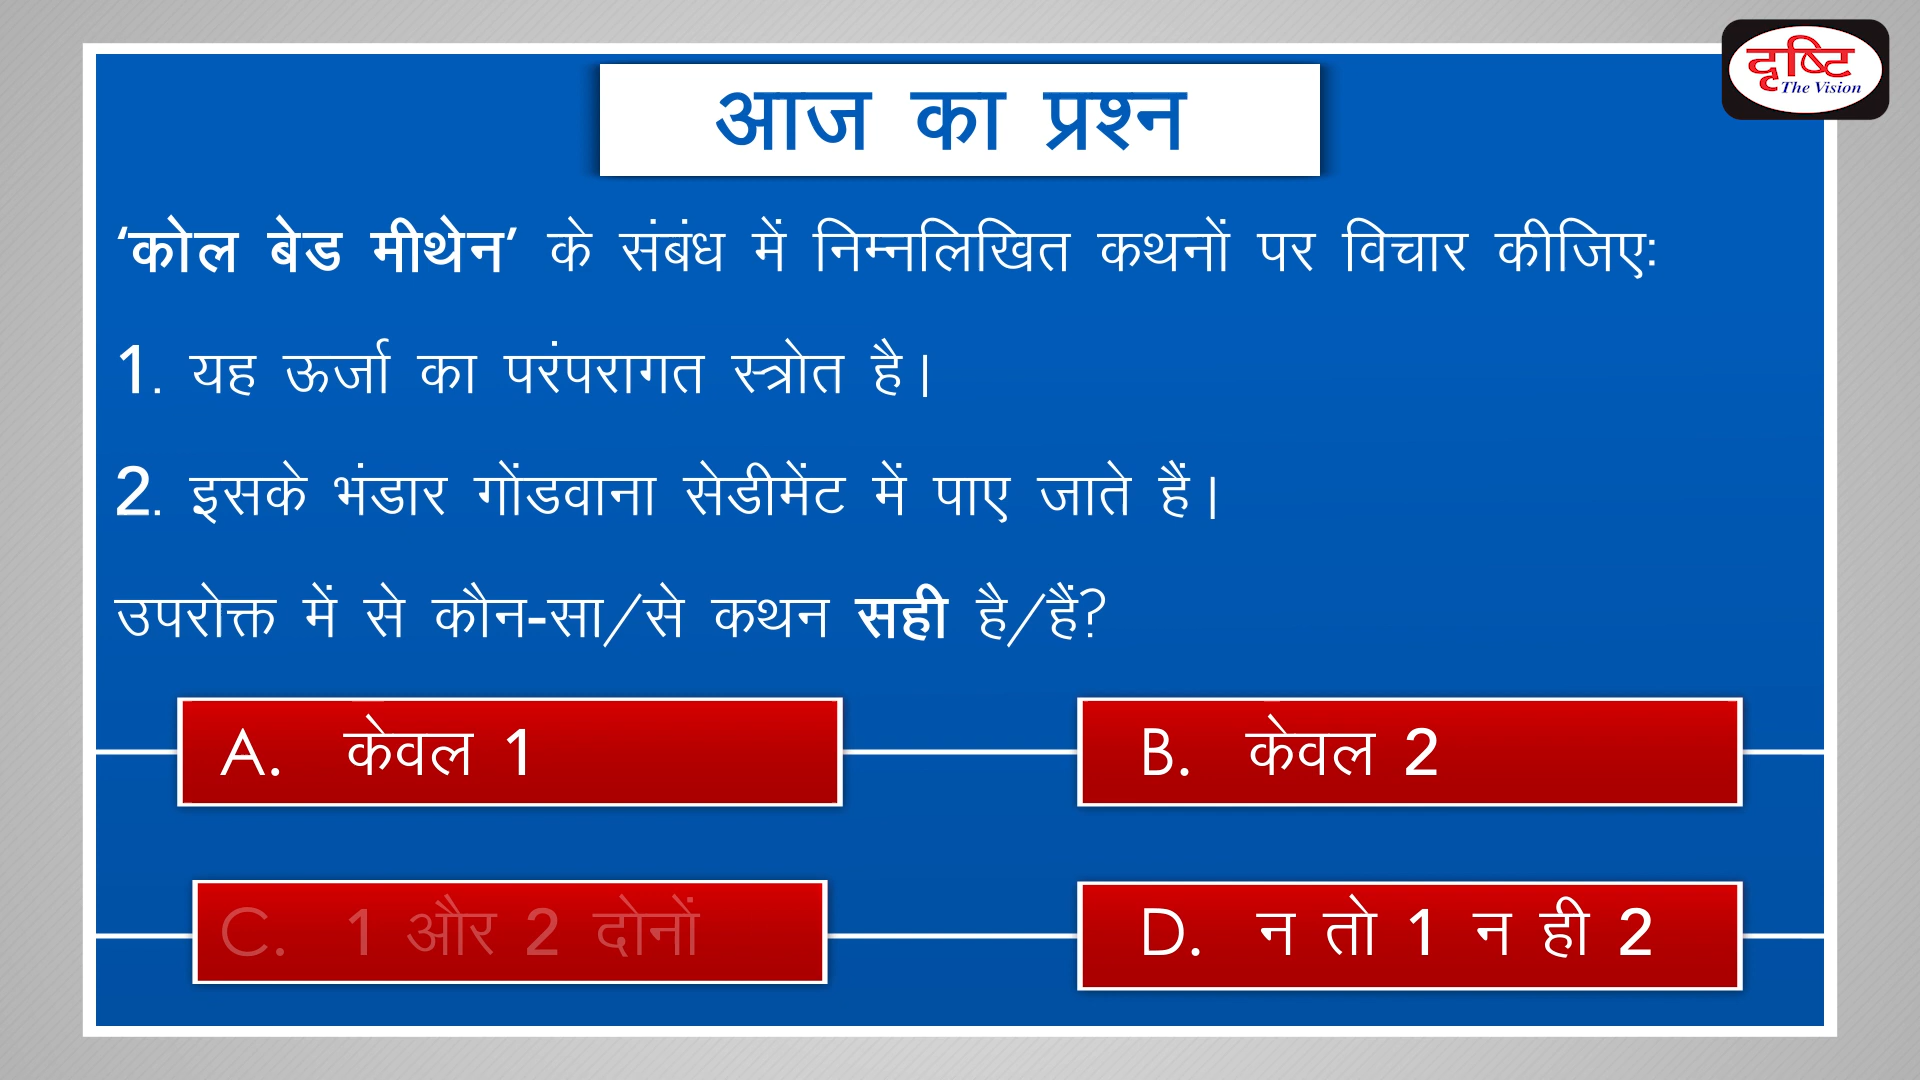 दृष्टि
The Vision
आज का प्रश्न
‘कोल बेड मीथेन’ के संबंध में निम्नलिखित कथनों पर विचार कीजिए:
1. यह ऊर्जा का परंपरागत स्त्रोत है।
2. इसके भंडार गोंडवाना सेडीमेंट में पाए जाते हैं।
उपरोक्त में से कौन-सा/से कथन सही है/हैं?
A. केवल 1
B. केवल 2
C. 1 और 2 दोनों
D. न तो 1 न ही 2